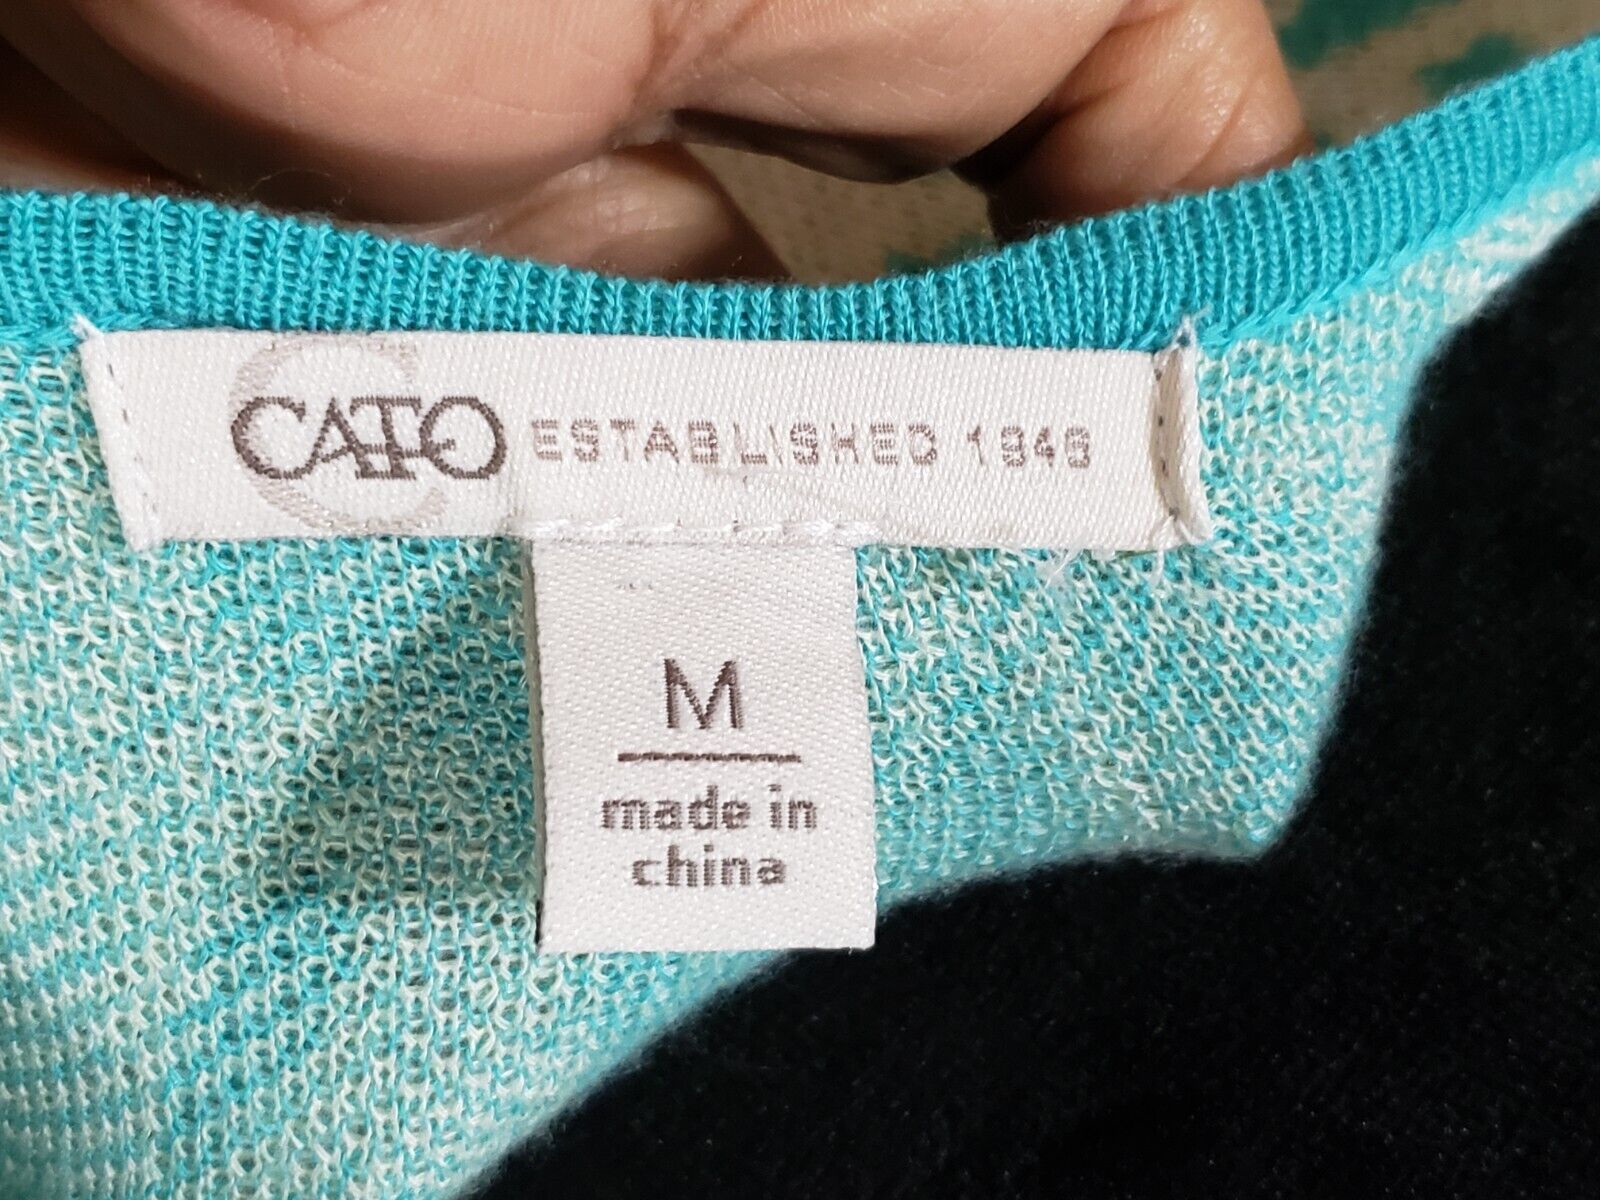 CATO ESTABLISHED 1946
M
made in
china